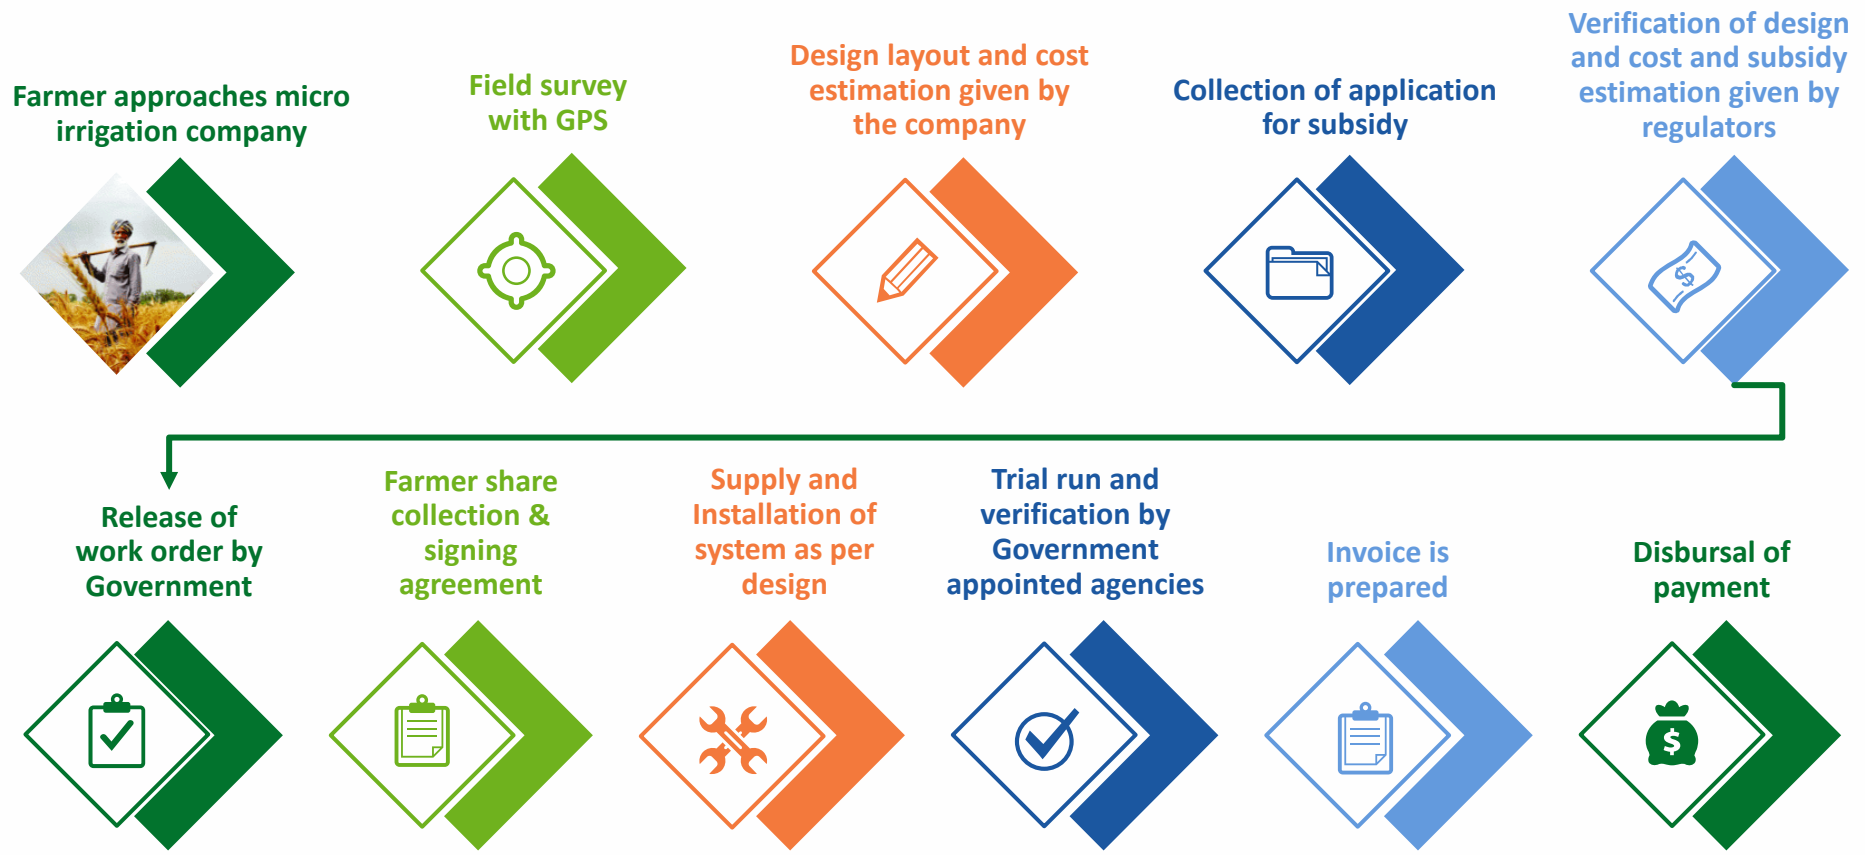 Farmer approaches micro
irrigation company
Field survey
with GPS
Design layout and cost
estimation given by
the company
Collection of application
for subsidy
Verification of design
and cost and subsidy
estimation given by
regulators
$
Release of
work order by
Government
Farmer share
collection &
signing
agreement
Supply and
Installation of
system as per
design
Trial run and
verification by
Government
appointed agencies
Invoice is
prepared
Disbursal of
payment
$